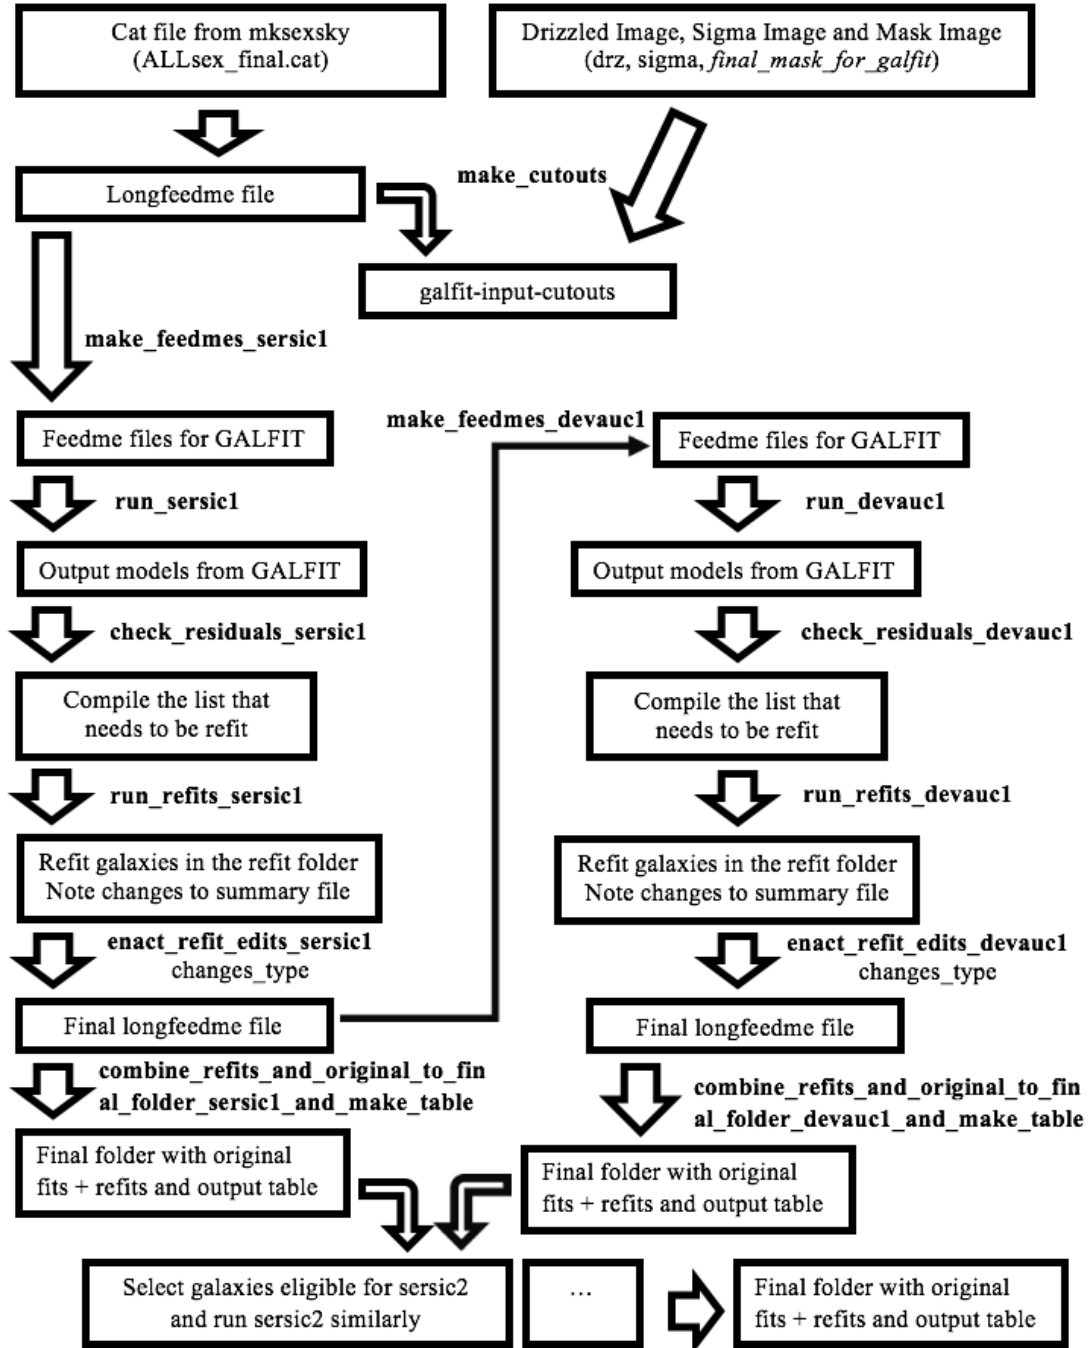 Cat file from mksexsky
(ALLsex_final.cat)
Drizzled Image, Sigma Image and Mask Image
(drz, sigma, final_mask_for_galfit)
make_cutouts
Longfeedme file
galfit-input-cutouts
make_feedmes_sersic1
Feedme files for GALFIT
run_sersic1
Output models from GALFIT
check_residuals_sersic1
Compile the list that
needs to be refit
run_refits_sersic1
Refit galaxies in the refit folder
Note changes to summary file
enact_refit_edits_sersic1
changes_type
Final longfeedme file
combine_refits_and_original_to_fin
al_folder_sersic1_and_make_table
Final folder with original
fits + refits and output table
make_feedmes_devauc1
Feedme files for GALFIT
run_devauc1
Output models from GALFIT
check_residuals_devauc1
Compile the list that
needs to be refit
run_refits_devauc1
Refit galaxies in the refit folder
Note changes to summary file
enact_refit_edits_devauc1
changes_type
Final longfeedme file
combine_refits_and_original_to_fin
al_folder_devauc1_and_make_table
Final folder with original
fits + refits and output table
Select galaxies eligible for sersic2
and run sersic2 similarly
...
Final folder with original
fits + refits and output table